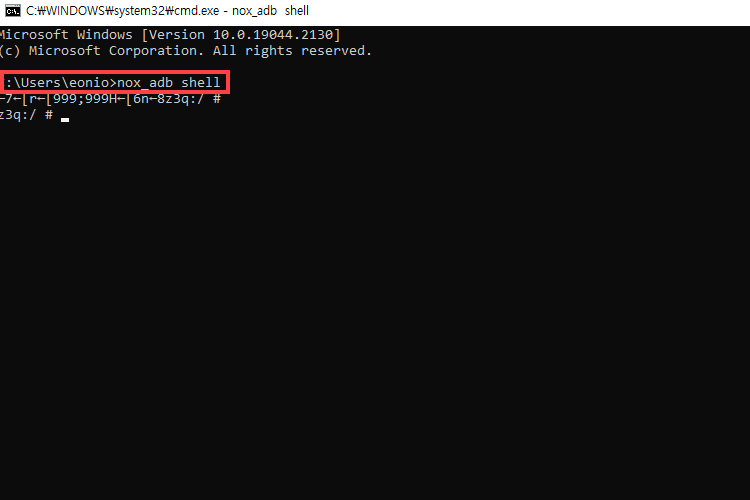 C:₩WINDOWS₩system32₩cmd.exe - nox_adb  shell
Microsoft Windows [Version 10.0.19044.2130]
(c) Microsoft Corporation. All rights reserved.
:\Users\eonio>nox_adb shell
←7←[r←[999;999H←[6n←8z3q:/ #
z3q:/ #